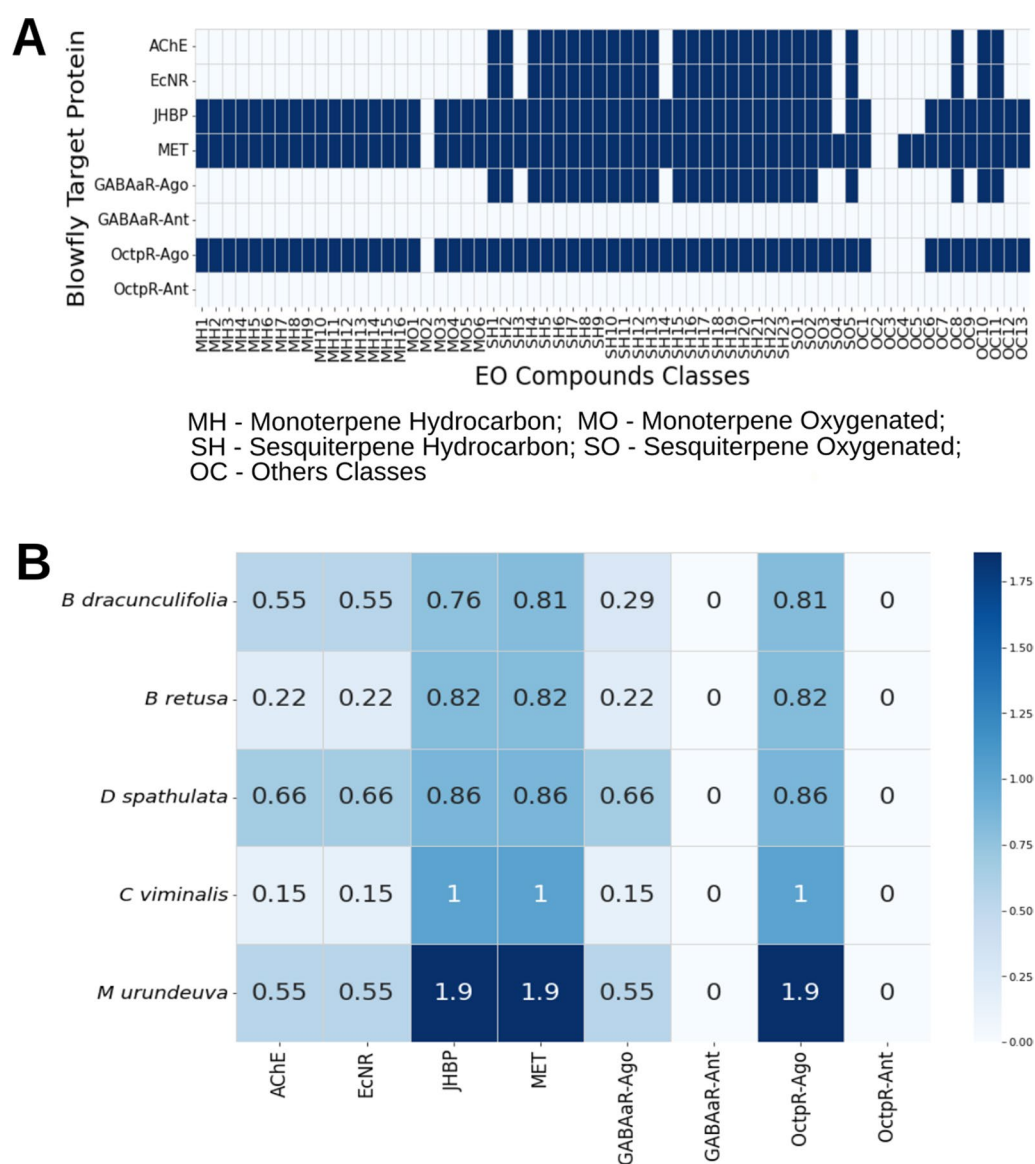 A
Blowfly Target Protein
AChE
EcNR
JHBP
MET
GABAaR-Ago
GABAaR-Ant
OctpR-Ago
OctpR-Ant
MH1
MH2
MH3
MH4
MH5
MH6
MH7
MH8
MH9
MH10
MH11
MH12
MH13
MH14
MH15
MH16
MO1
MO2
MO3
MO4
MO5
MO6
SH1
SH2
SH3
SH4
SH5
SH6
SH7
SH8
SH9
SH10
SH11
SH12
SH13
SH14
SH15
SH16
SH17
SH18
SH19
SH20
SH21
SH22
SH23
SO1
SO2
SO3
SO4
SO5
OC1
OC2
OC3
OC4
OC5
OC6
OC7
OC8
OC9
OC10
OC11
OC12
OC13
EO Compounds Classes
MH - Monoterpene Hydrocarbon; MO - Monoterpene Oxygenated;
SH - Sesquiterpene Hydrocarbon; SO - Sesquiterpene Oxygenated;
OC - Others Classes
B
B dracunculifolia 0.55 0.55 0.76 0.81 0.29 0 0.81 0
B retusa 0.22 0.22 0.82 0.82 0.22 0 0.82 0
D spathulata 0.66 0.66 0.86 0.86 0.66 0 0.86 0
C viminalis 0.15 0.15 1 1 0.15 0 1 0
M urundeuva 0.55 0.55 1.9 1.9 0.55 0 1.9 0
AChE
EcNR
JHBP
MET
GABAaR-Ago
GABAaR-Ant
OctpR-Ago
OctpR-Ant
1.75
1.50
1.25
1.00
0.75
0.50
0.25
0.00